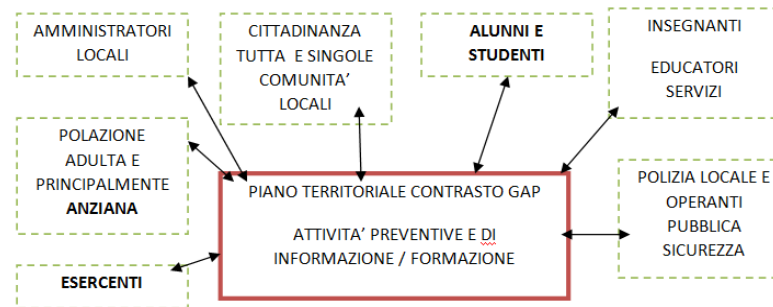 AMMINISTRATORI
LOCALI
CITTADINANZA
TUTTA E SINGOLE
COMUNITA’
LOCALI
ALUNNI E
STUDENTI
INSEGNANTI
EDUCATORI
SERVIZI
POLAZIONE
ADULTA E
PRINCIPALMENTE
ANZIANA
PIANO TERRITORIALE CONTRASTO GAP
ATTIVITA’ PREVENTIVE E DI
INFORMAZIONE / FORMAZIONE
POLIZIA LOCALE E
OPERANTI
PUBBLICA
SICUREZZA
ESERCENTI